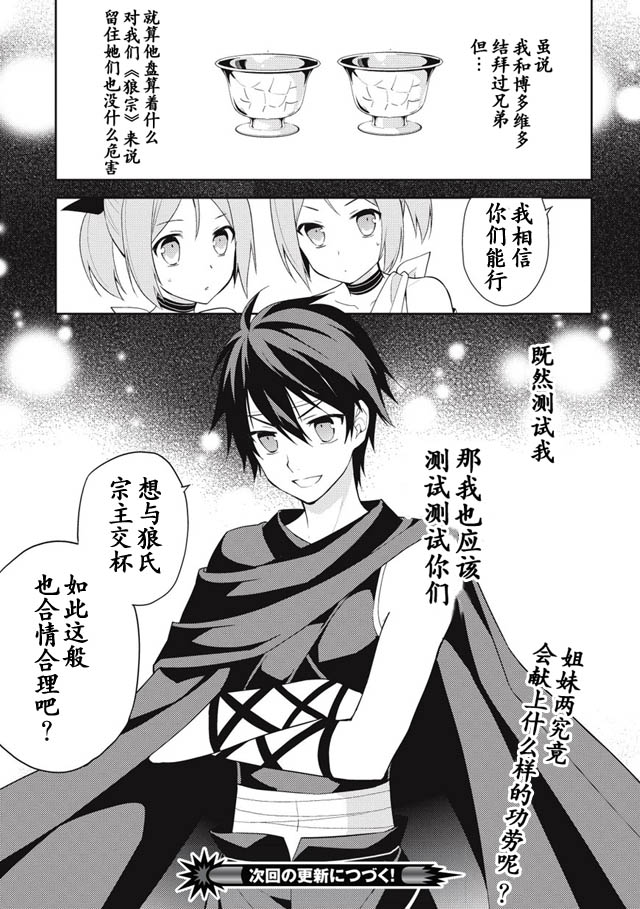 虽说
我和博多维多
结拜过兄弟
但…
就算他盘算着什么
对我们《狼宗》来说
留住她们也没什么危害
我相信
你们能行
既然测试我
那我也应该
测试测试你们
想与狼氏
宗主交杯
如此这般
也合情合理吧？
姐妹两究竟
会献上什么样的功劳呢？
次回の更新につづく!